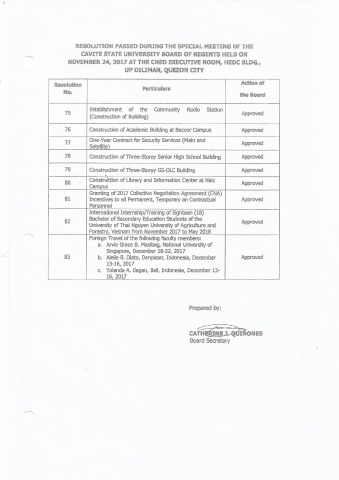 RESOLUTION PASSED DURING THE SPECIAL MEETING OF THE
CAVITE STATE UNIVERSITY BOARD OF REGENTS HELD ON
NOVEMBER 24, 2017 AT THE CHED EXECUTIVE ROOM, HEDC BLDG.,
UP DILIMAN, QUEZON CITY
Resolution No. Particulars Action of the Board
75 Establishment of the Community Radio Station
(Construction of Building) Approved
76 Construction of Academic Building at Bacoor Campus Approved
77 One-Year Contract for Security Services (Main and
Satellite) Approved
78 Construction of Three-Storey Senior High School Building Approved
79 Construction of Three-Storey GS-OLC Building Approved
80 Construction of Library and Information Center at Naic
Campus Approved
81 Granting of 2017 Collective Negotiation Agreement (CNA)
Incentives to all Permanent, Temporary an Contractual
Personnel Approved
82 International Internship/Training of Eighteen (18)
Bachelor of Secondary Education Students of the
University of Thai Nguyen University of Agriculture and
Forestry, Vietnam from November 2017 to May 2018 Approved
83 Foreign Travel of the following faculty members:
a. Arvie Grace B. Masibag, National University of
Singapore, December 18-22, 2017
b. B. Dlato, Denpasar, Indonesia, December
13-16, 2017
c. Yolanda A. Ilagan, Bali, Indonesia, December 13-
16, 2017 Approved
Prepared by:
CATHERINE J. QUIÑONES
Board Secretary